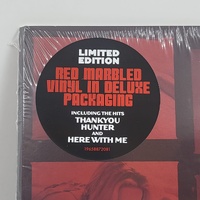 LIMITED
EDITION
RED MARBLED
VINYL IN DELUXE
PACKAGING
INCLUDING THE HITS
THANKYOU
HUNTER
AND
HERE WITH ME